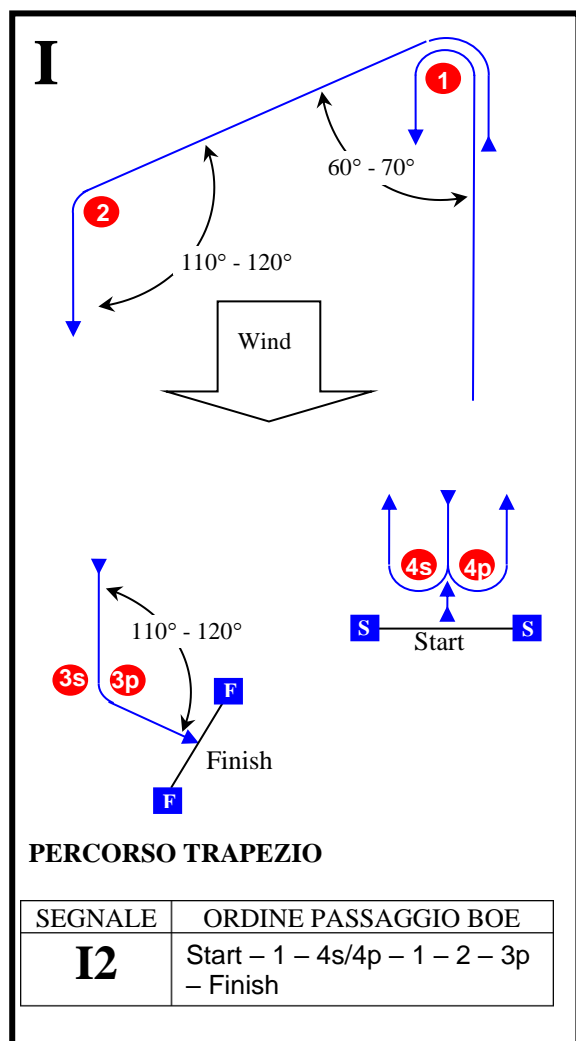 I
1
60° - 70°
2
110° - 120°
Wind
4s 4p
S S
Start
110° - 120°
3s 3p
F
Finish
F
PERCORSO TRAPEZIO
SEGNALE ORDINE PASSAGGIO BOE
I2 Start – 1 – 4s/4p – 1 – 2 – 3p
– Finish